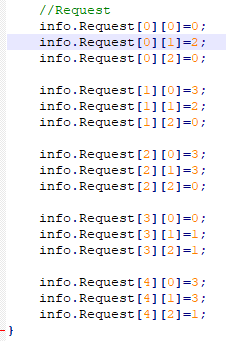 //Request
info.Request[0][0]=0;
info.Request[0][1]=2;
info.Request[0][2]=0;
info.Request[1][0]=3;
info.Request[1][1]=2;
info.Request[1][2]=0;
info.Request[2][0]=3;
info.Request[2][1]=3;
info.Request[2][2]=0;
info.Request[3][0]=0;
info.Request[3][1]=1;
info.Request[3][2]=1;
info.Request[4][0]=3;
info.Request[4][1]=3;
info.Request[4][2]=1;
}